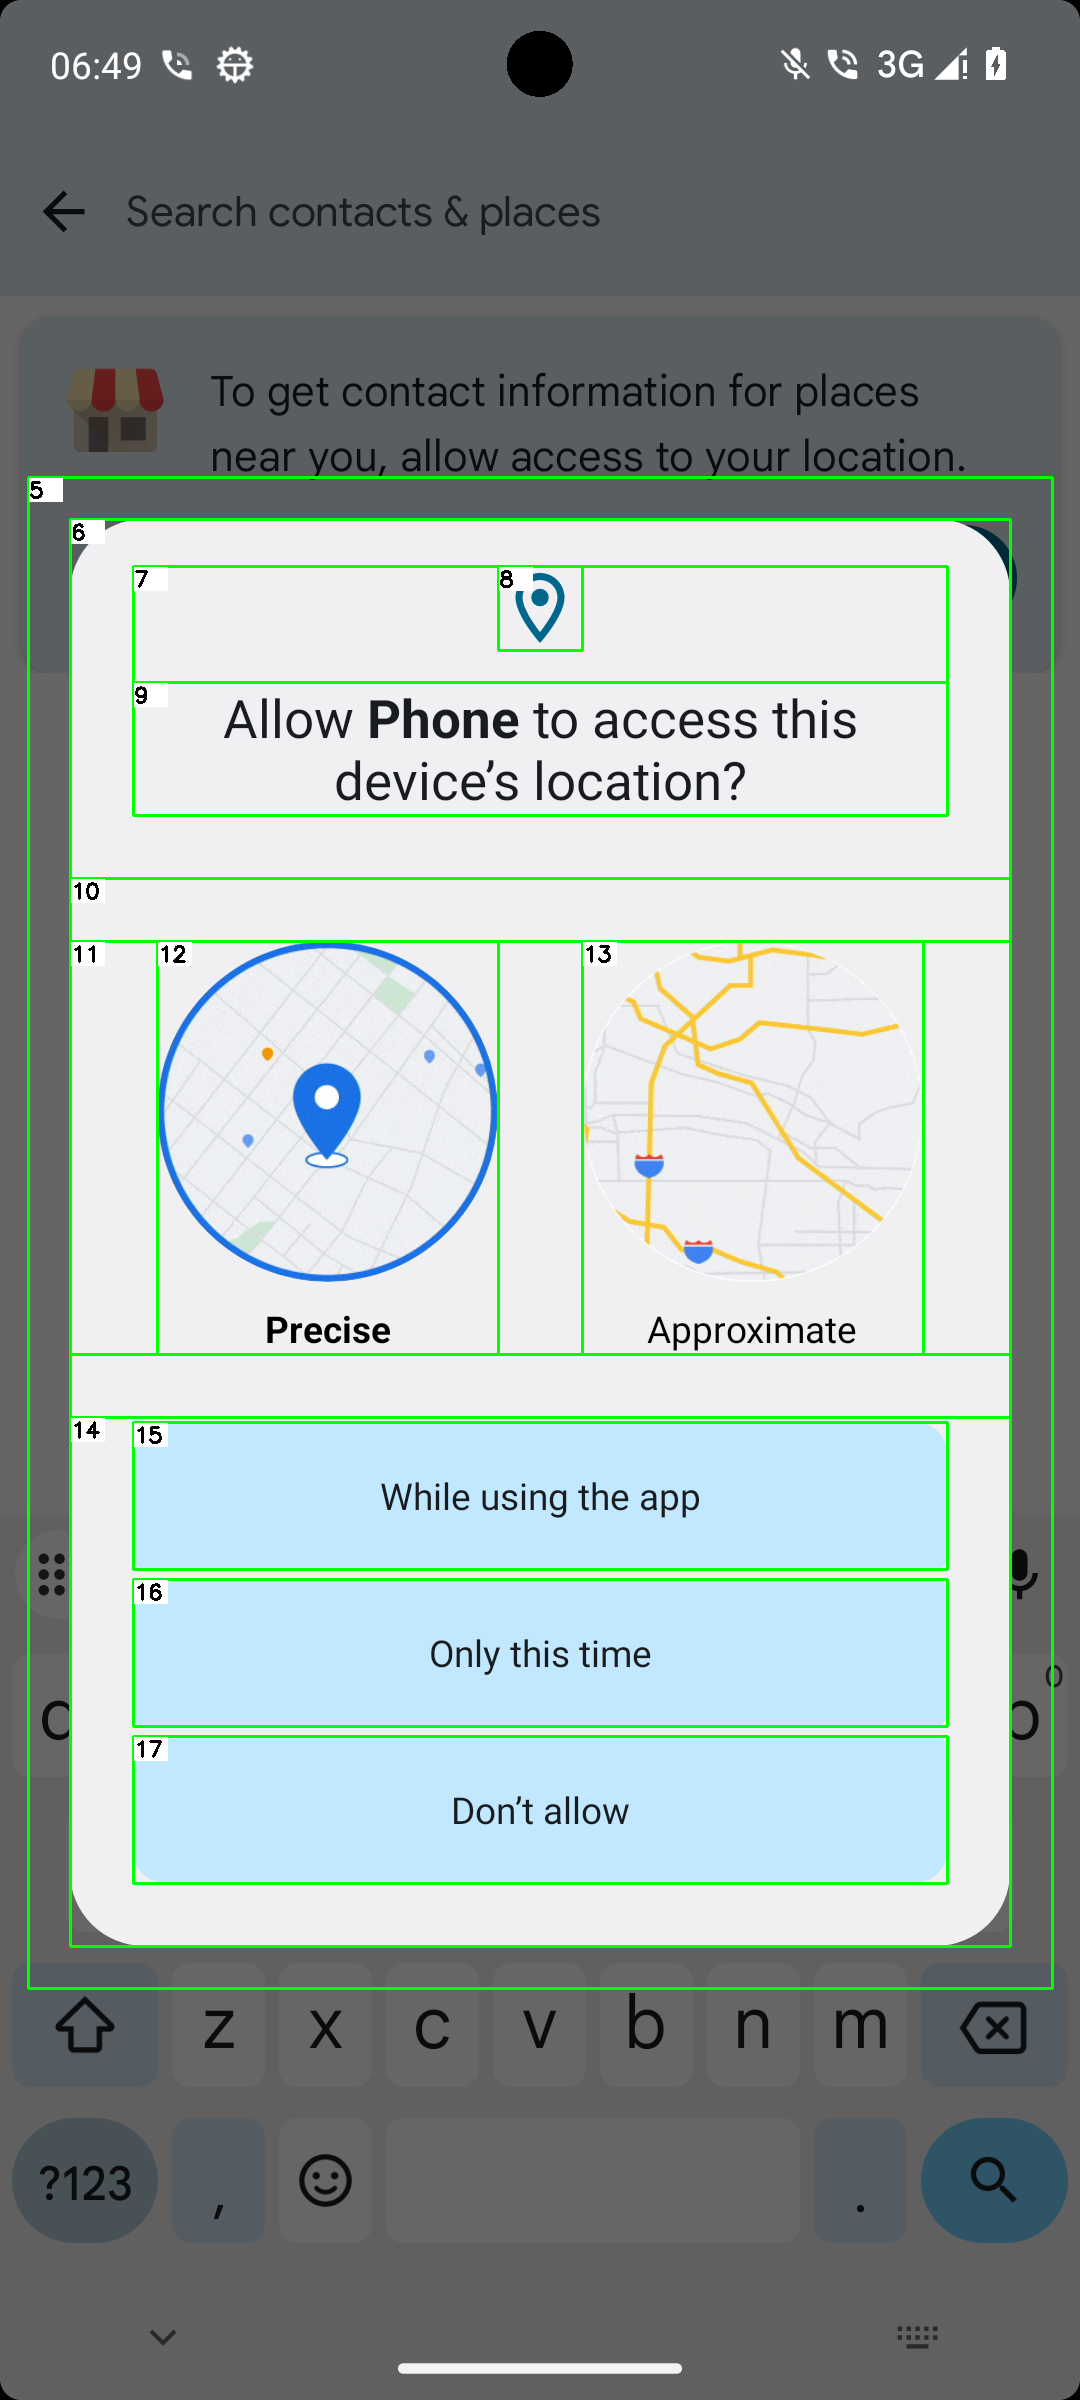 06:49
3G
Search contacts & places
To get contact information for places
near you, allow access to your location.
5
6
7
8
9
Allow Phone to access this
device’s location?
10
11
12
13
Precise
Approximate
14
15
While using the app
16
Only this time
0
17
Don’t allow
z x c v b n m
?123 , .